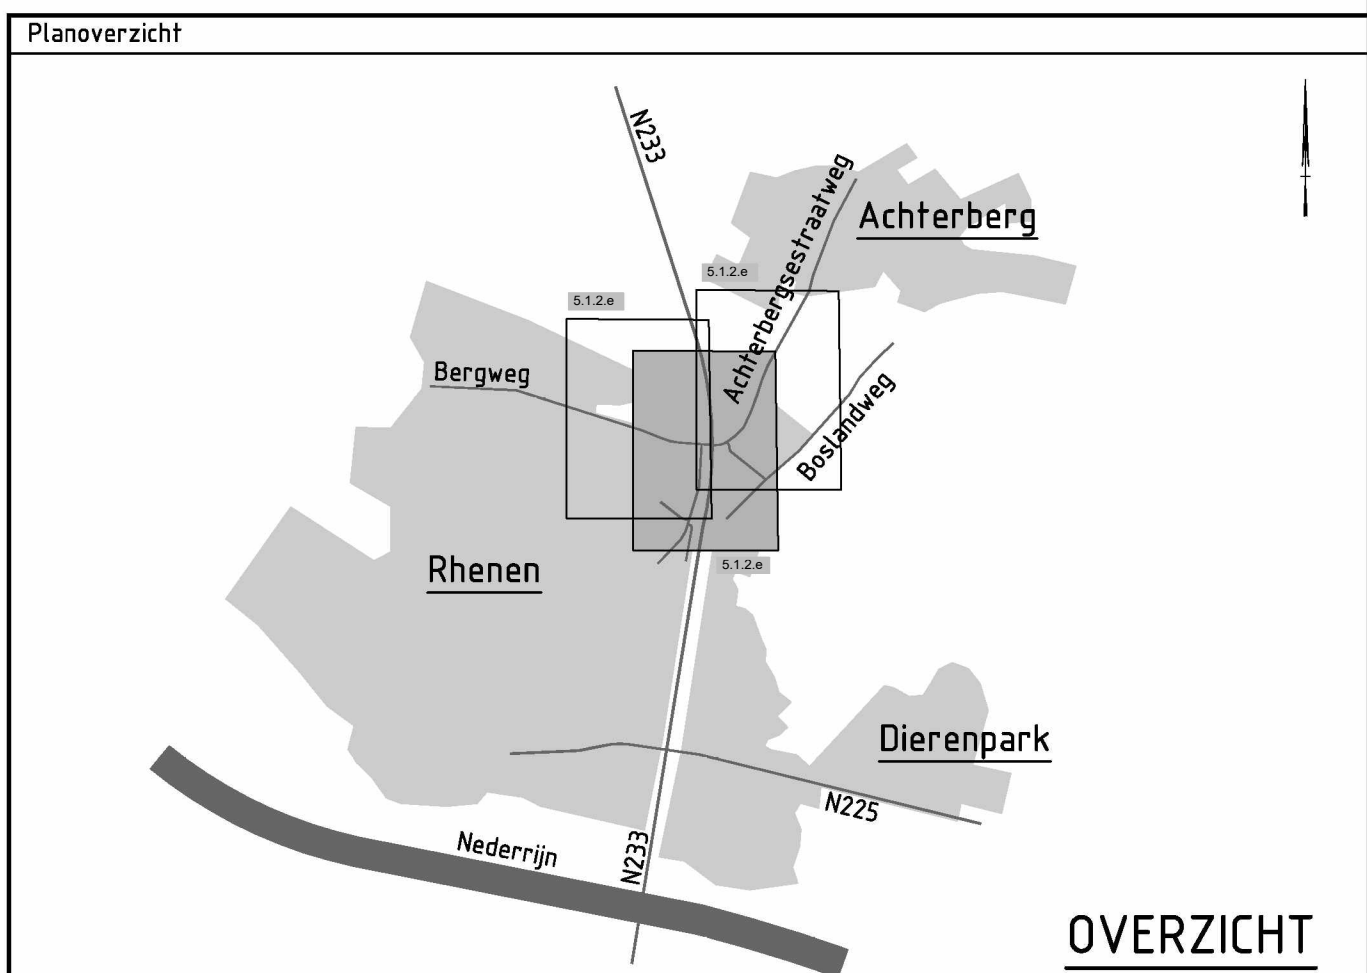 Planoverzicht
N233
Achterbergsestraatweg
Achterberg
5.1.2.e
5.1.2.e
Bergweg
Boslandweg
5.1.2.e
Rhenen
Dierenpark
N225
Nederrijn
N233
OVERZICHT